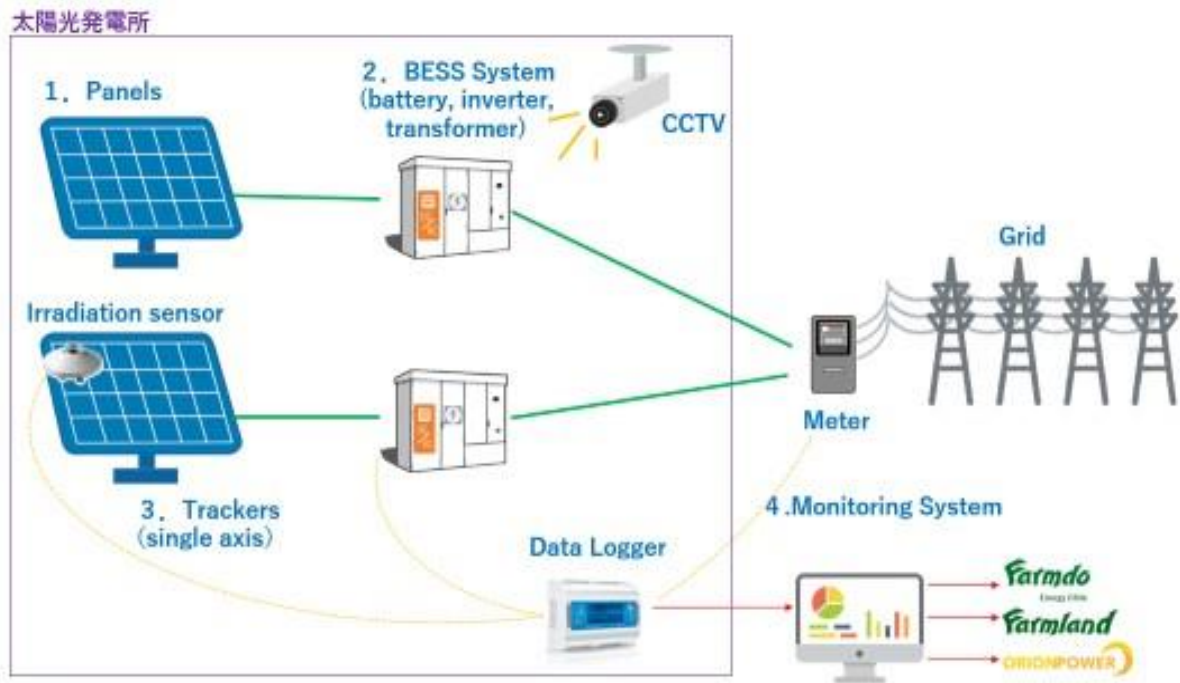 太陽光発電所
1. Panels
2. BESS System
(battery, inverter,
transformer)
CCTV
Grid
Irradiation sensor
Meter
3. Trackers
(single axis)
4.Monitoring System
Data Logger
Farmdo
Farmland
ORIONPOWER